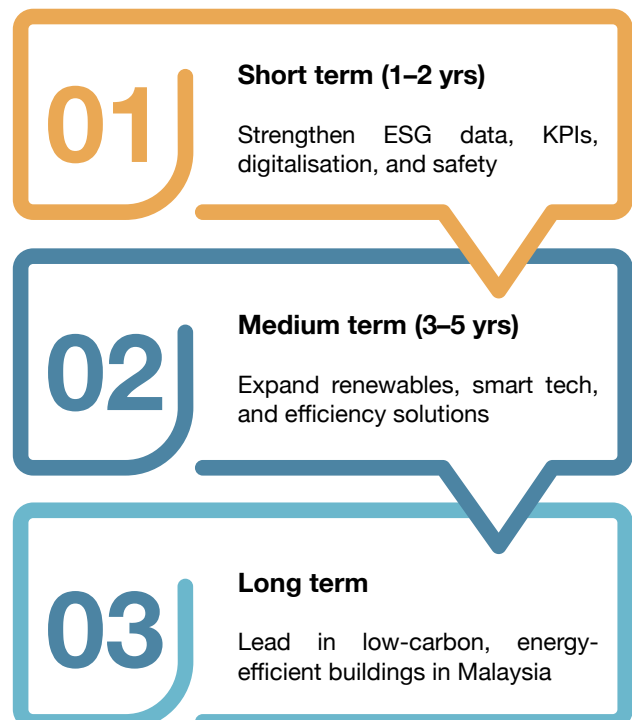 01
Short term (1–2 yrs)
Strengthen ESG data, KPIs,
digitalisation, and safety
02
Medium term (3–5 yrs)
Expand renewables, smart tech,
and efficiency solutions
03
Long term
Lead in low-carbon, energy-
efficient buildings in Malaysia